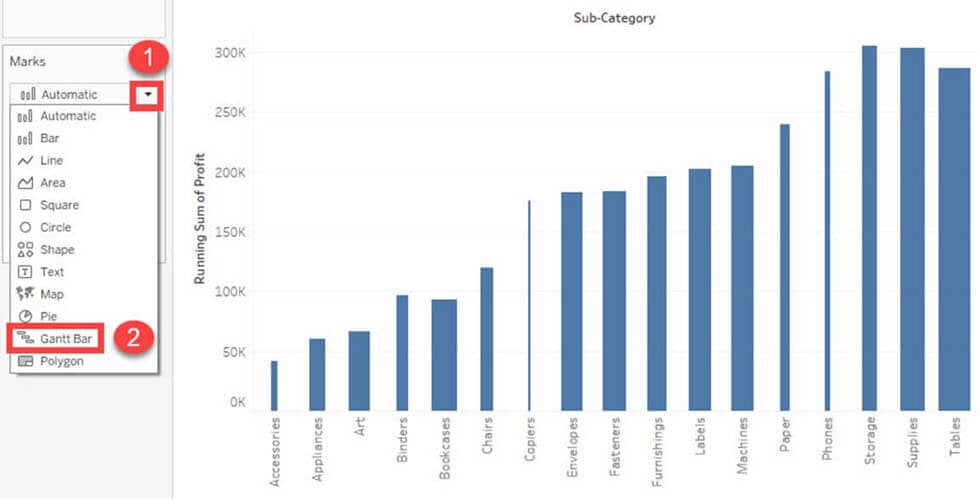 Marks
1
Automatic
Automatic
Bar
Line
Area
Square
Circle
Shape
Text
Map
Pie
Gantt Bar
2
Polygon
Sub-Category
Running Sum of Profit
300K
250K
200K
150K
100K
50K
0K
Accessories
Appliances
Art
Binders
Bookcases
Chairs
Copiers
Envelopes
Fasteners
Furnishings
Labels
Machines
Paper
Phones
Storage
Supplies
Tables